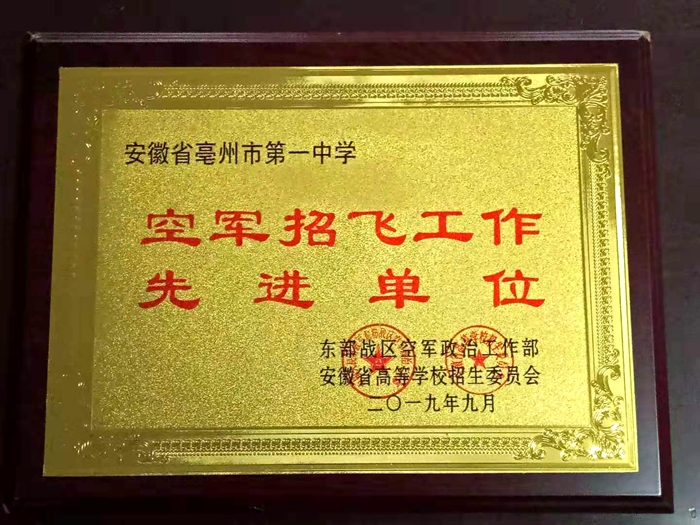 安徽省亳州市第一中学
空军招飞工作
先进单位
东部战区空军政治工作部
安徽省高等学校招生委员会
二〇一九年九月